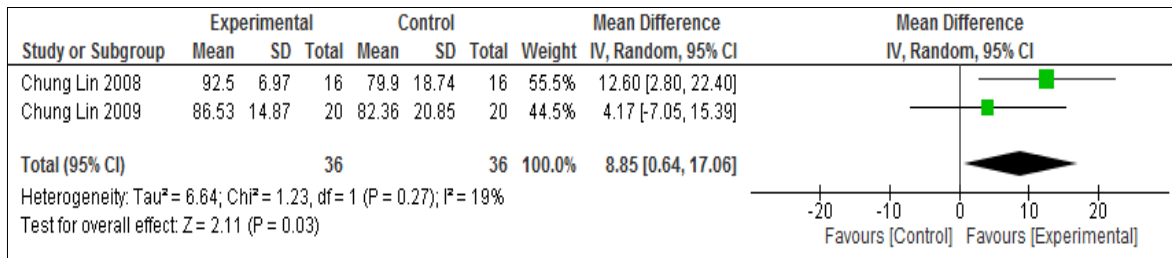 Experimental Control Mean Difference Mean Difference
Study or Subgroup Mean SD Total Mean SD Total Weight IV, Random, 95% CI IV, Random, 95% CI
Chung Lin 2008 92.5 6.97 16 79.9 18.74 16 55.5% 12.60 [2.80, 22.40]
Chung Lin 2009 86.53 14.87 20 82.36 20.85 20 44.5% 4.17 [-7.05, 15.39]
Total (95% CI) 36 36 100.0% 8.85 [0.64, 17.06]
Heterogeneity: Tau² = 6.64; Chi² = 1.23, df = 1 (P = 0.27); I² = 19%
Test for overall effect: Z = 2.11 (P = 0.03)
-20 -10 0 10 20
Favours [Control] Favours [Experimental]